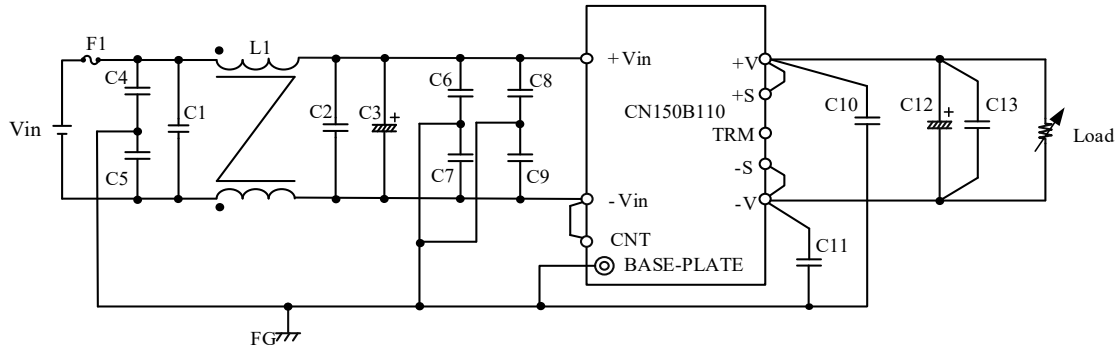 F1
L1
C4
C1
C5
Vin
C2
C3
+
C6
C7
C8
C9
+Vin
-Vin
CNT
BASE-PLATE
CN150B110
+V
+S
TRM
-S
-V
C10
C11
C12
+
C13
Load
FG